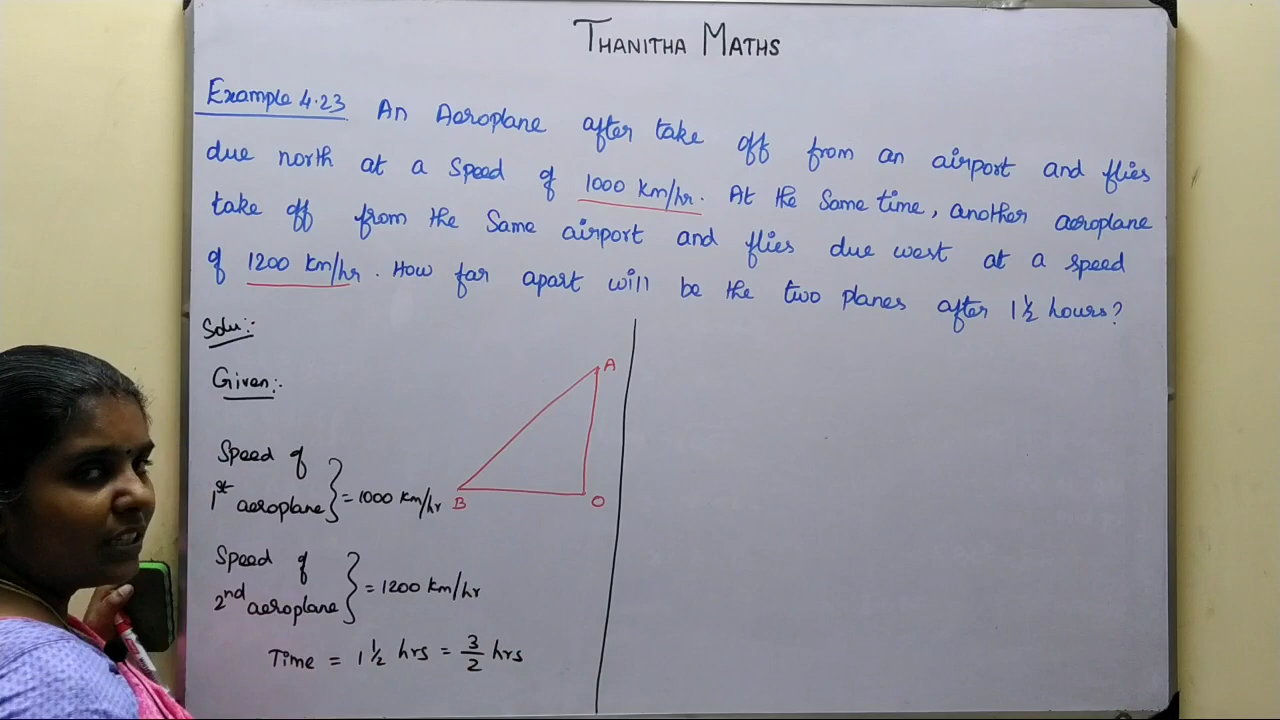 THANITHA MATHS
Example 4.23 An Aeroplane after take off from an airport and flies
due north at a Speed of 1000 km/hr. At the Same time, another aeroplane
take off from the Same airport and flies due west at a speed
of 1200 km/hr. How far apart will be the two planes after 1 ½ hours?
Solu:-
Given:-
A
B
O
Speed of
1st aeroplane } = 1000 km/hr
Speed of
2nd aeroplane } = 1200 km/hr
Time = 1 ½ hrs = 3/2 hrs